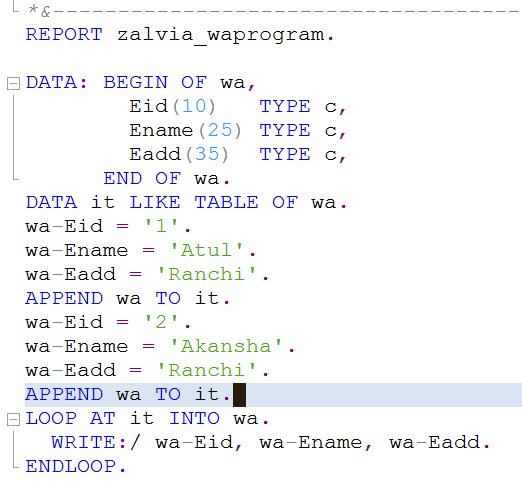 *&---------------------------------------
REPORT zalvia_waprogram.
DATA: BEGIN OF wa,
        Eid(10)   TYPE c,
        Ename(25) TYPE c,
        Eadd(35)  TYPE c,
      END OF wa.
DATA it LIKE TABLE OF wa.
wa-Eid = '1'.
wa-Ename = 'Atul'.
wa-Eadd = 'Ranchi'.
APPEND wa TO it.
wa-Eid = '2'.
wa-Ename = 'Akansha'.
wa-Eadd = 'Ranchi'.
APPEND wa TO it.
LOOP AT it INTO wa.
  WRITE:/ wa-Eid, wa-Ename, wa-Eadd.
ENDLOOP.